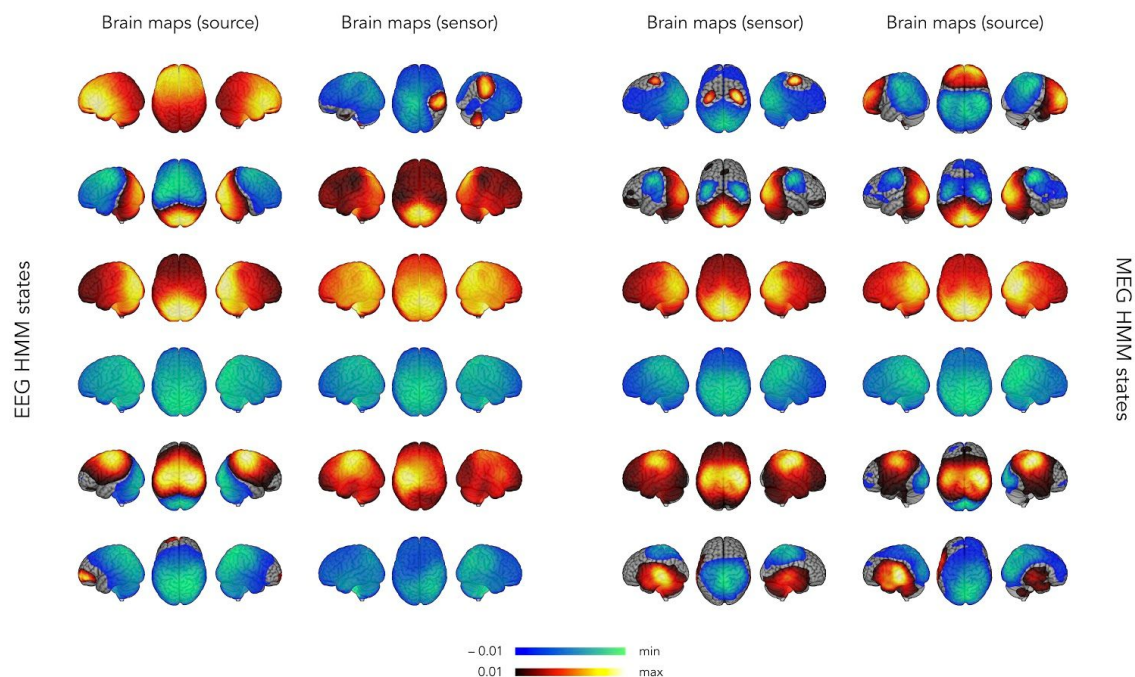 Brain maps (source)
Brain maps (sensor)
Brain maps (sensor)
Brain maps (source)
EEG HMM states
MEG HMM states
– 0.01
min
0.01
max